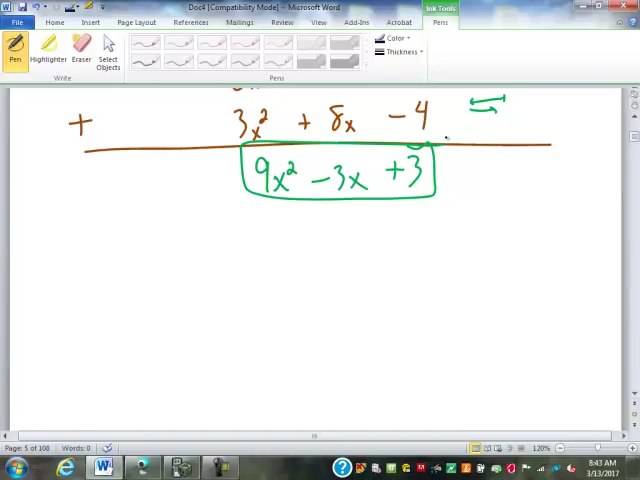 Doc4 [Compatibility Mode] - Microsoft Word
Ink Tools
File Home Insert Page Layout References Mailings Review View Add-Ins Acrobat Pens
Pen Highlighter Eraser Select Objects
Color
Thickness
Write
Pens
+ 3x² + 8x - 4
9x² - 3x + 3
Page: 5 of 108 Words: 0 120%
8:43 AM
3/13/2017